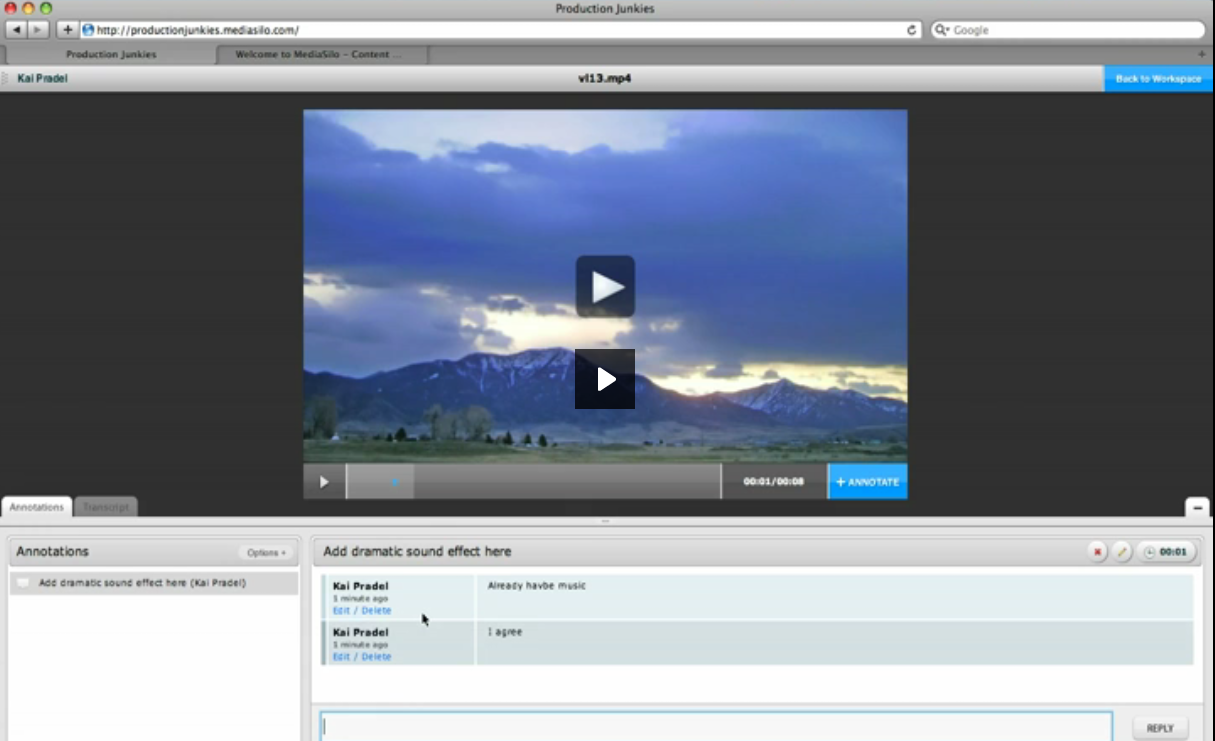 Production Junkies
http://productionjunkies.mediasilo.com/
Google
Production Junkies
Welcome to MediaSilo – Content ...
Kai Pradel
vl13.mp4
Back to Workspace
00:01/00:08
+ ANNOTATE
Annotations
Transcript
Annotations
Options
Add dramatic sound effect here
00:01
Add dramatic sound effect here (Kai Pradel)
Kai Pradel
Already havbe music
1 minute ago
Edit / Delete
Kai Pradel
I agree
1 minute ago
Edit / Delete
REPLY